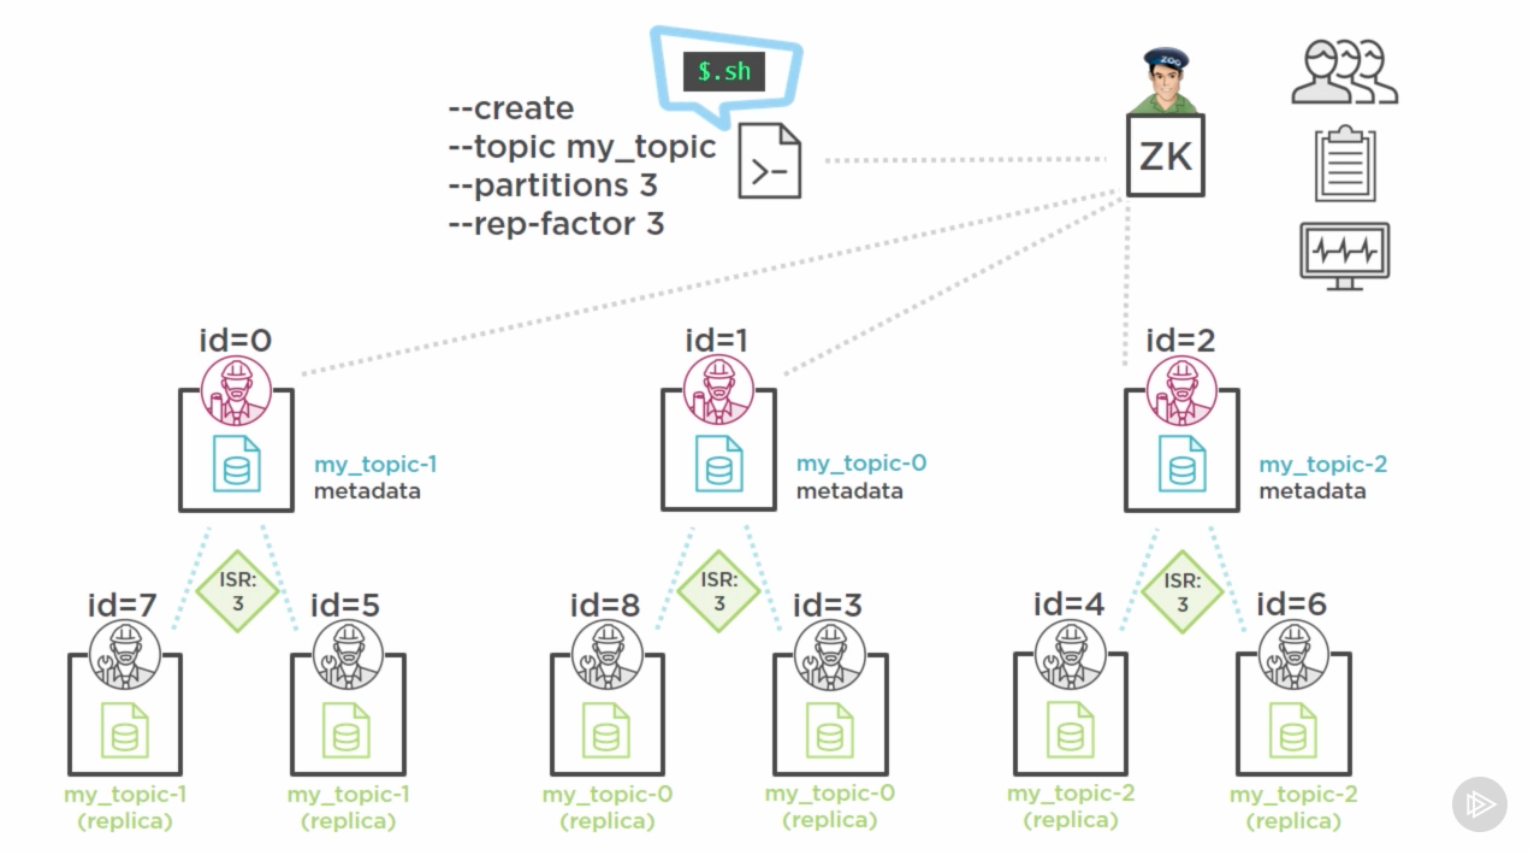 $.sh
--create
--topic my_topic
--partitions 3
--rep-factor 3
ZOO
ZK
id=0
id=1
id=2
my_topic-1
metadata
my_topic-0
metadata
my_topic-2
metadata
ISR:
3
ISR:
3
ISR:
3
id=7
id=5
id=8
id=3
id=4
id=6
my_topic-1
(replica)
my_topic-1
(replica)
my_topic-0
(replica)
my_topic-0
(replica)
my_topic-2
(replica)
my_topic-2
(replica)